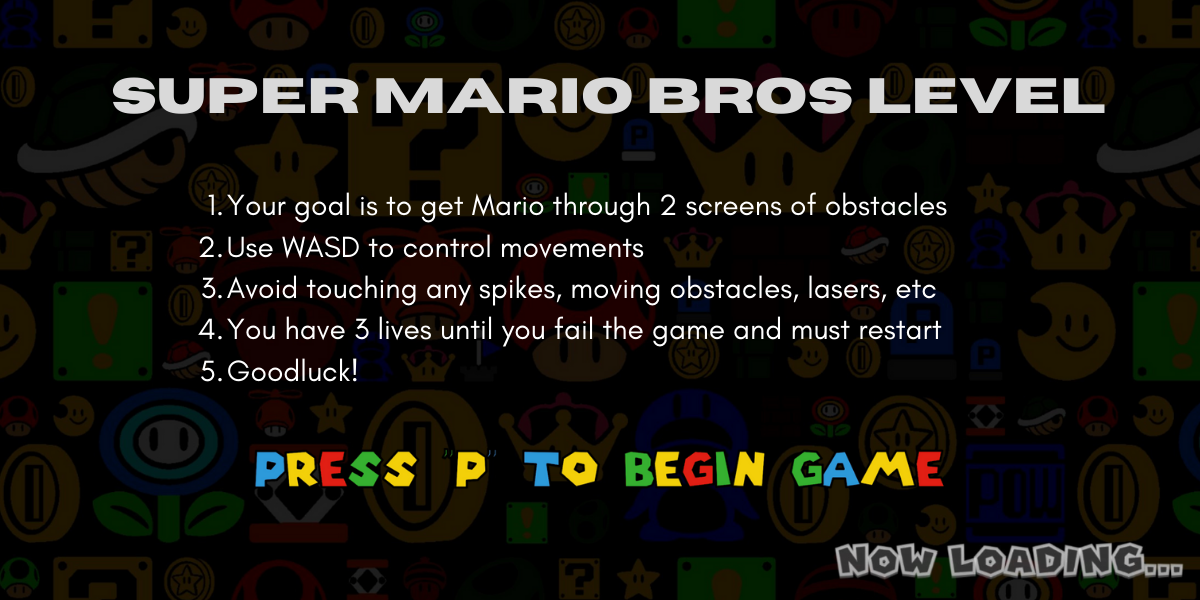 SUPER MARIO BROS LEVEL
1. Your goal is to get Mario through 2 screens of obstacles
2. Use WASD to control movements
3. Avoid touching any spikes, moving obstacles, lasers, etc
4. You have 3 lives until you fail the game and must restart
5. Goodluck!
PRESS "P" TO BEGIN GAME
POW
NOW LOADING...